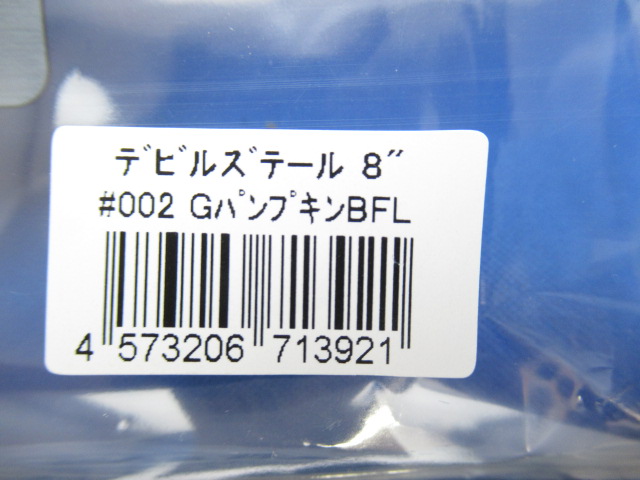 ﾃﾞﾋﾞﾙｽﾞﾃｰﾙ 8"
#002 GﾊﾟﾝﾌﾟｷﾝBFL
4 573206 713921